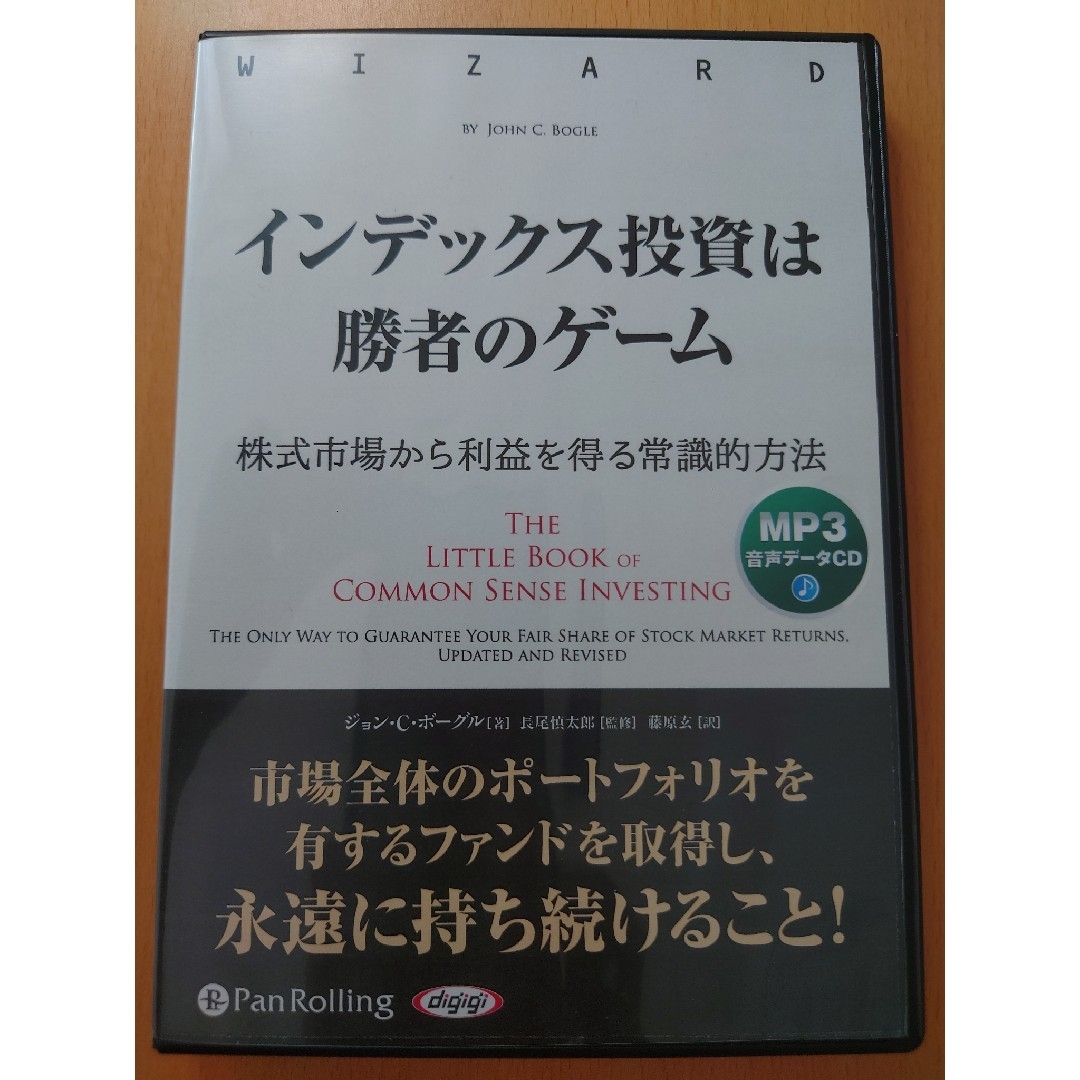 WIZARD
BY JOHN C. BOGLE
インデックス投資は
勝者のゲーム
株式市場から利益を得る常識的方法
THE
LITTLE BOOK OF
COMMON SENSE INVESTING
MP3
音声データCD
THE ONLY WAY TO GUARANTEE YOUR FAIR SHARE OF STOCK MARKET RETURNS,
UPDATED AND REVISED
ジョン・C・ボーグル[著] 長尾慎太郎[監修] 藤原玄[訳]
市場全体のポートフォリオを
有するファンドを取得し、
永遠に持ち続けること!
PanRolling digigi